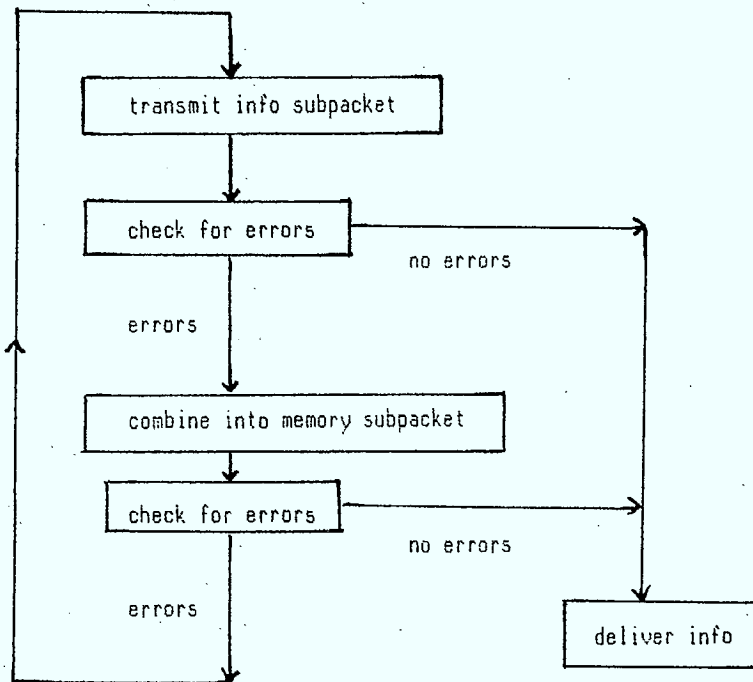 transmit info subpacket
check for errors
no errors
errors
combine into memory subpacket
check for errors
no errors
errors
deliver info